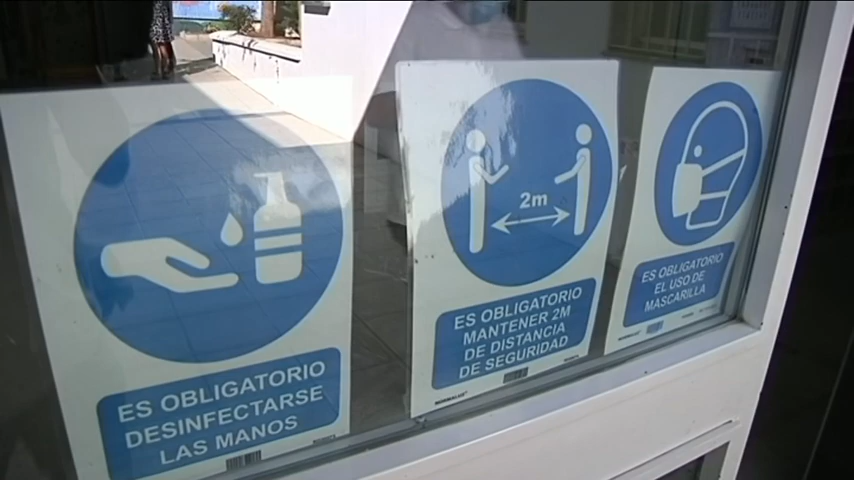 ES OBLIGATORIO
DESINFECTARSE
LAS MANOS
2m
ES OBLIGATORIO
MANTENER 2M
DE DISTANCIA
DE SEGURIDAD
NORMALUZ
ES OBLIGATORIO
EL USO DE
MASCARILLA